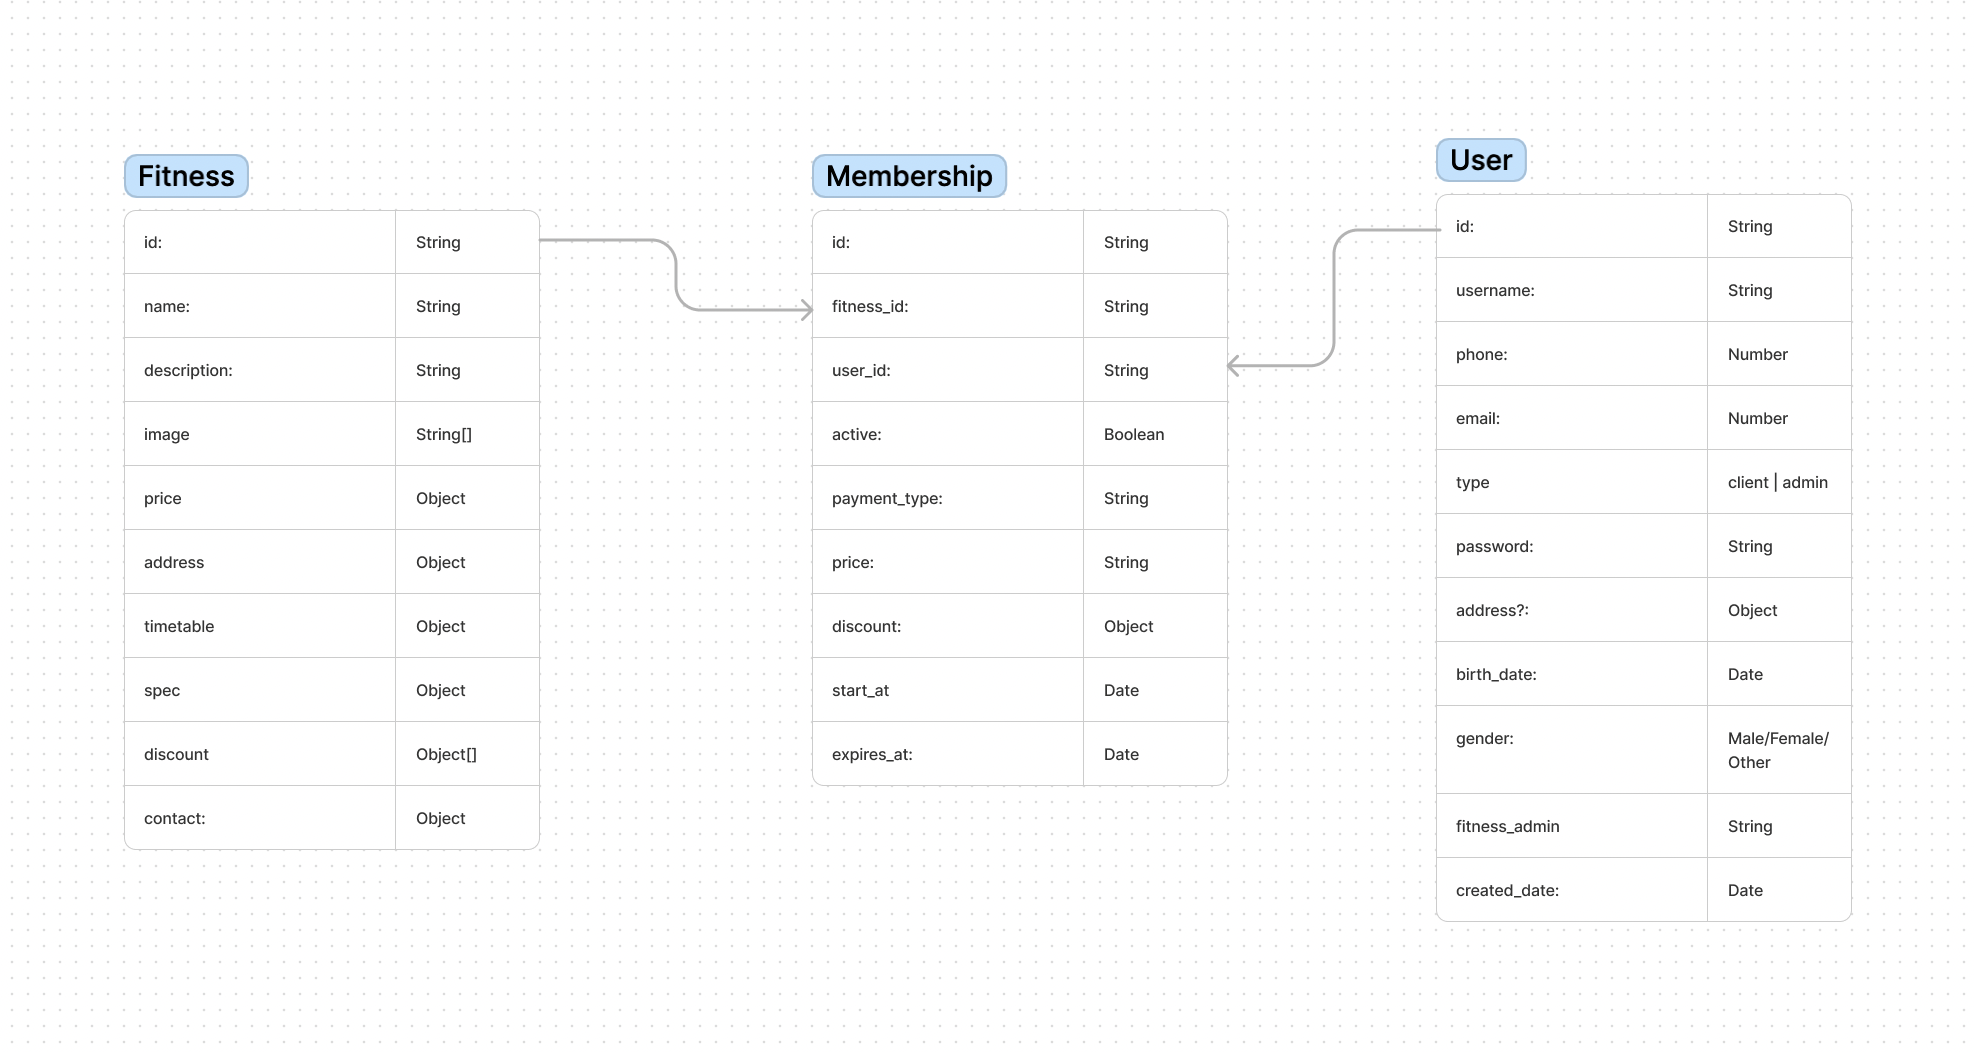 Fitness
id: String
name: String
description: String
image String[]
price Object
address Object
timetable Object
spec Object
discount Object[]
contact: Object
Membership
id: String
fitness_id: String
user_id: String
active: Boolean
payment_type: String
price: String
discount: Object
start_at Date
expires_at: Date
User
id: String
username: String
phone: Number
email: Number
type client | admin
password: String
address?: Object
birth_date: Date
gender: Male/Female/
Other
fitness_admin String
created_date: Date